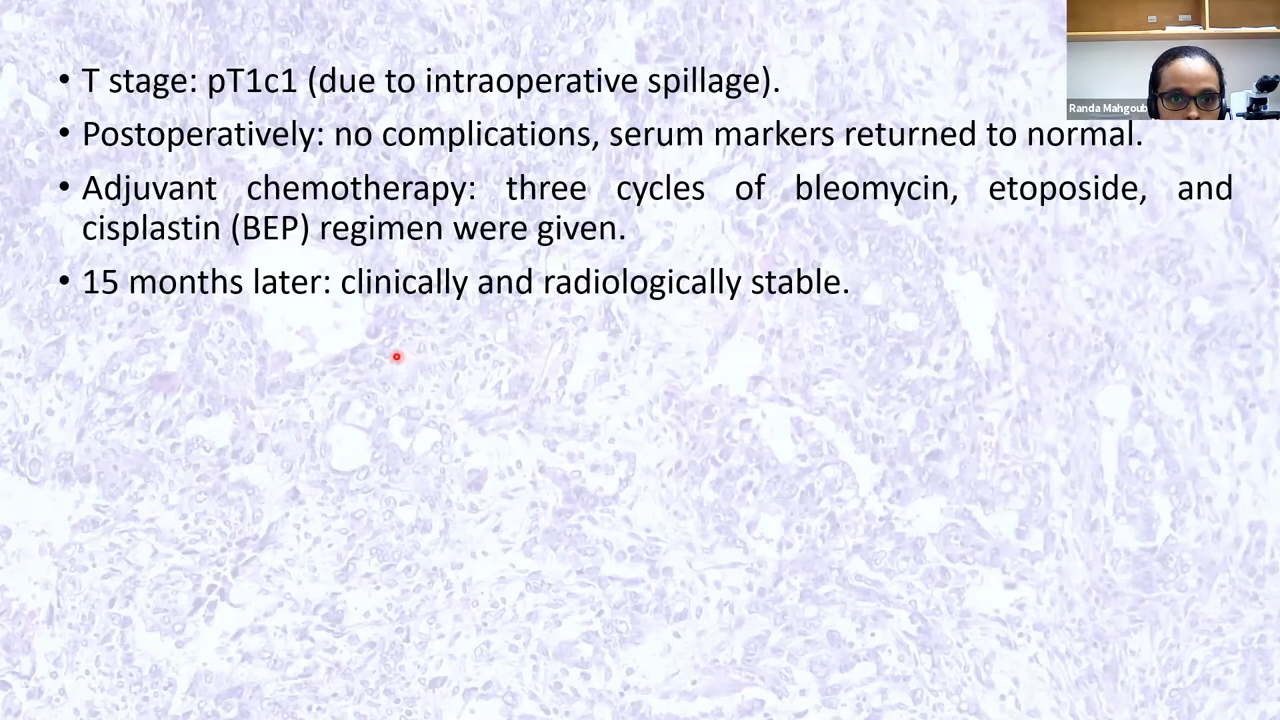 • T stage: pT1c1 (due to intraoperative spillage).
Randa Mahgoub
• Postoperatively: no complications, serum markers returned to normal.
• Adjuvant chemotherapy: three cycles of bleomycin, etoposide, and
cisplastin (BEP) regimen were given.
• 15 months later: clinically and radiologically stable.